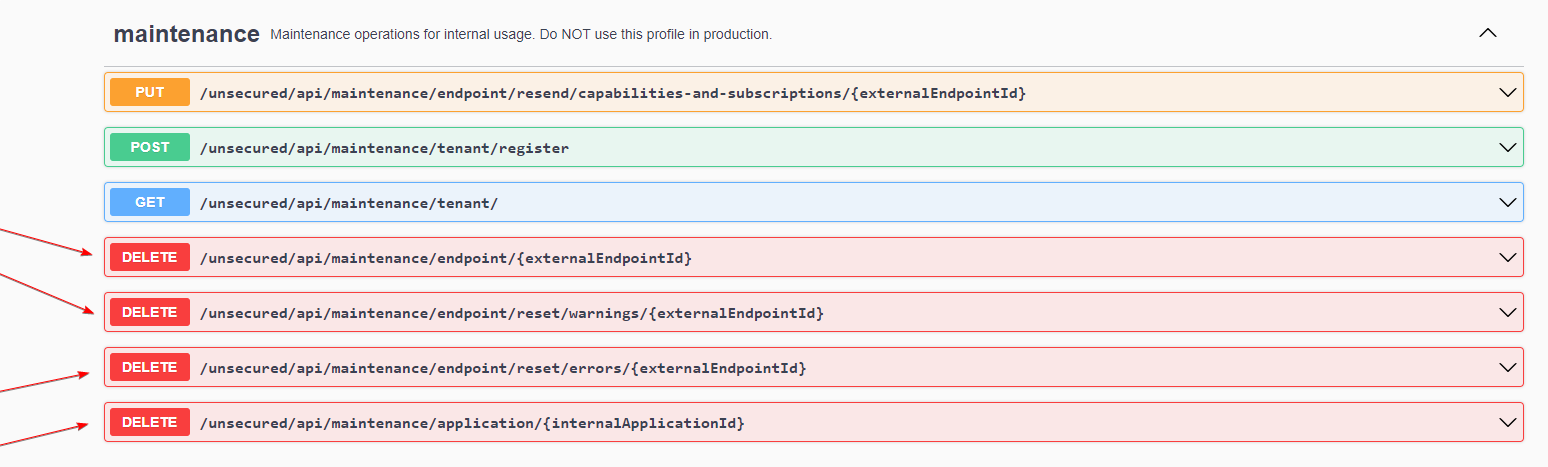 maintenance Maintenance operations for internal usage. Do NOT use this profile in production.
PUT /unsecured/api/maintenance/endpoint/resend/capabilities-and-subscriptions/{externalEndpointId}
POST /unsecured/api/maintenance/tenant/register
GET /unsecured/api/maintenance/tenant/
DELETE /unsecured/api/maintenance/endpoint/{externalEndpointId}
DELETE /unsecured/api/maintenance/endpoint/reset/warnings/{externalEndpointId}
DELETE /unsecured/api/maintenance/endpoint/reset/errors/{externalEndpointId}
DELETE /unsecured/api/maintenance/application/{internalApplicationId}